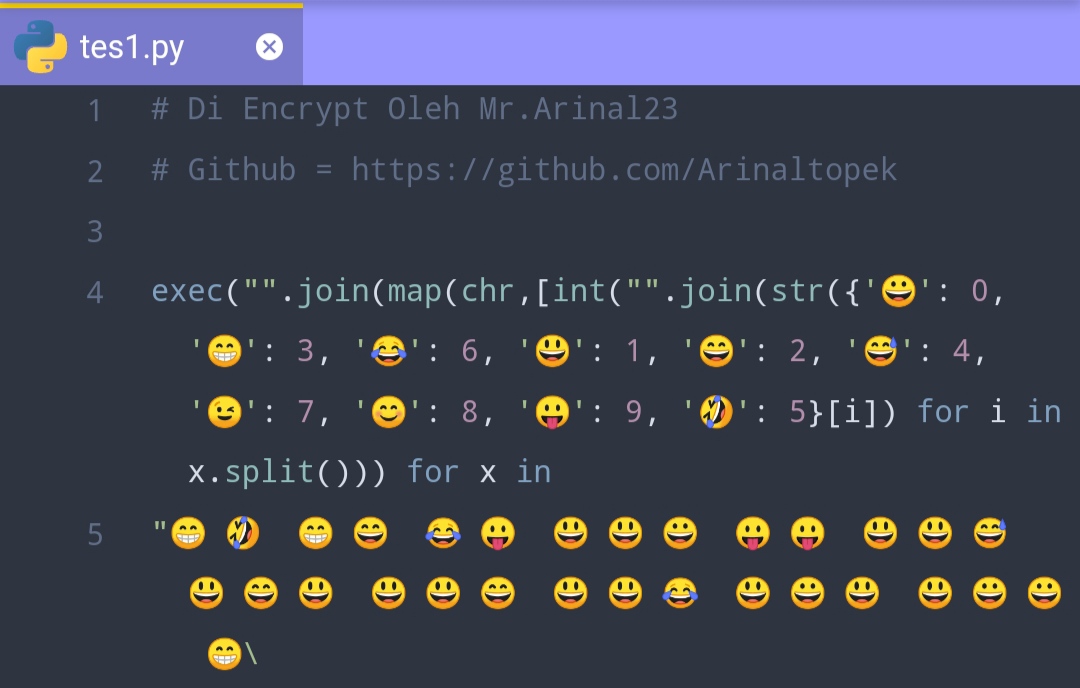 tes1.py
1 # Di Encrypt Oleh Mr.Arinal23
2 # Github = https://github.com/Arinaltopek
3
4 exec("".join(map(chr,[int("".join(str({'😀': 0,
'😁': 3, '😂': 6, '😃': 1, '😄': 2, '😅': 4,
'😉': 7, '😊': 8, '😛': 9, '🤣': 5}[i]) for i in
x.split())) for x in
5 "😁 🤣  😁 😄  😂 😛  😃 😃 😀  😛 😛  😃 😃 😅
😃 😄 😃  😃 😃 😄  😃 😃 😂  😃 😀 😃  😃 😀 😀
😁\